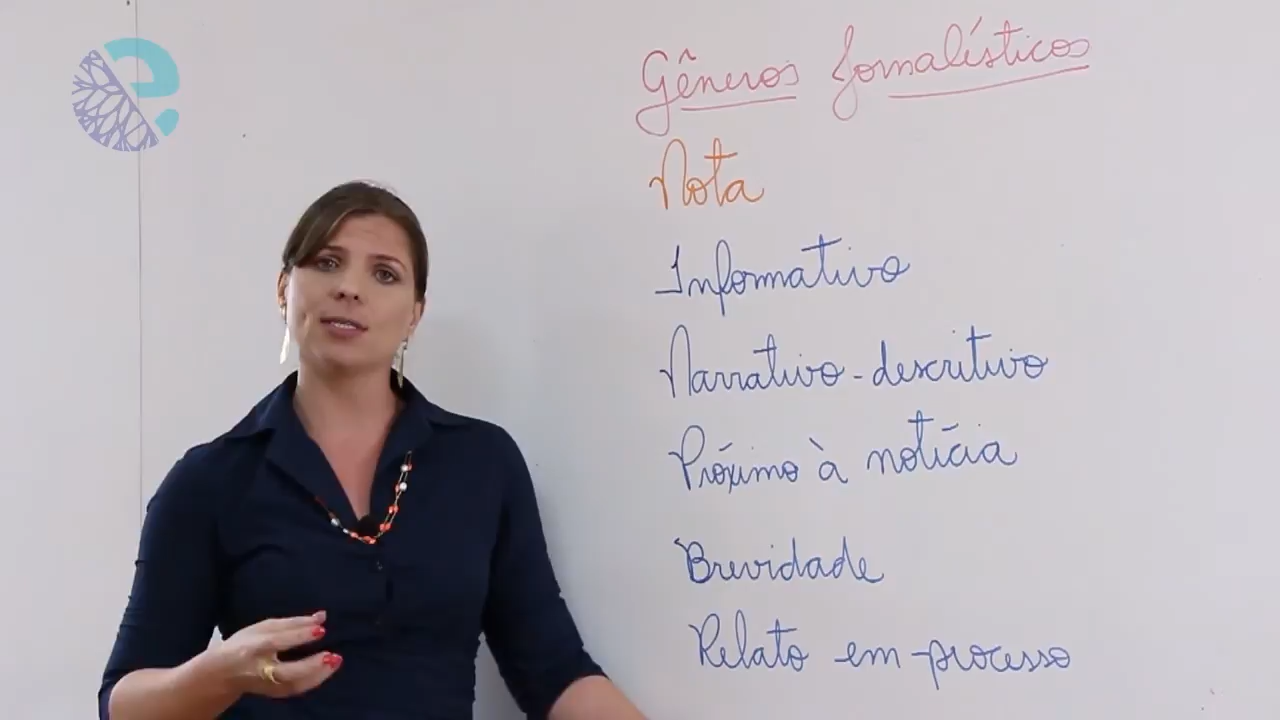 Gêneros Jornalísticos
Nota
Informativo
Narrativo-descritivo
Próximo à notícia
Brevidade
Relato em processo